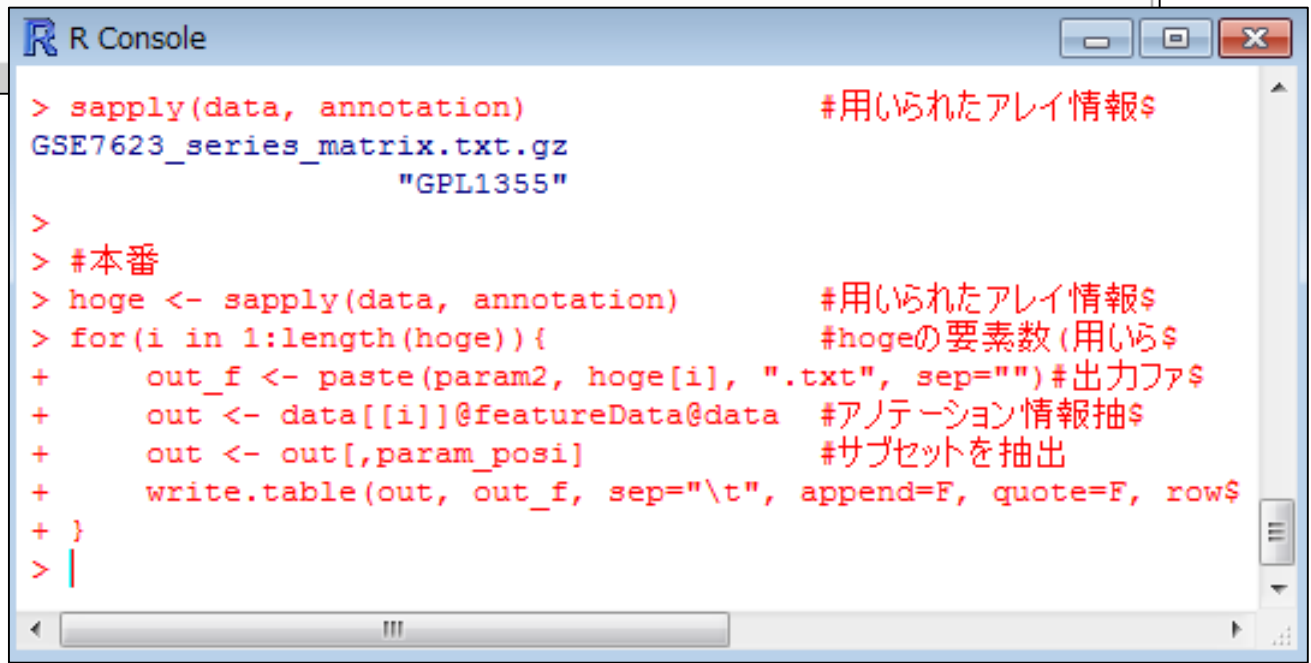 R Console
> sapply(data, annotation) #用いられたアレイ情報$
GSE7623_series_matrix.txt.gz
"GPL1355"
>
> #本番
> hoge <- sapply(data, annotation) #用いられたアレイ情報$
> for(i in 1:length(hoge)){ #hogeの要素数(用いら$
+ out_f <- paste(param2, hoge[i], ".txt", sep="")#出力ファ$
+ out <- data[[i]]@featureData@data #アノテーション情報抽$
+ out <- out[,param_posi] #サブセットを抽出
+ write.table(out, out_f, sep="\t", append=F, quote=F, row$
+ }
>